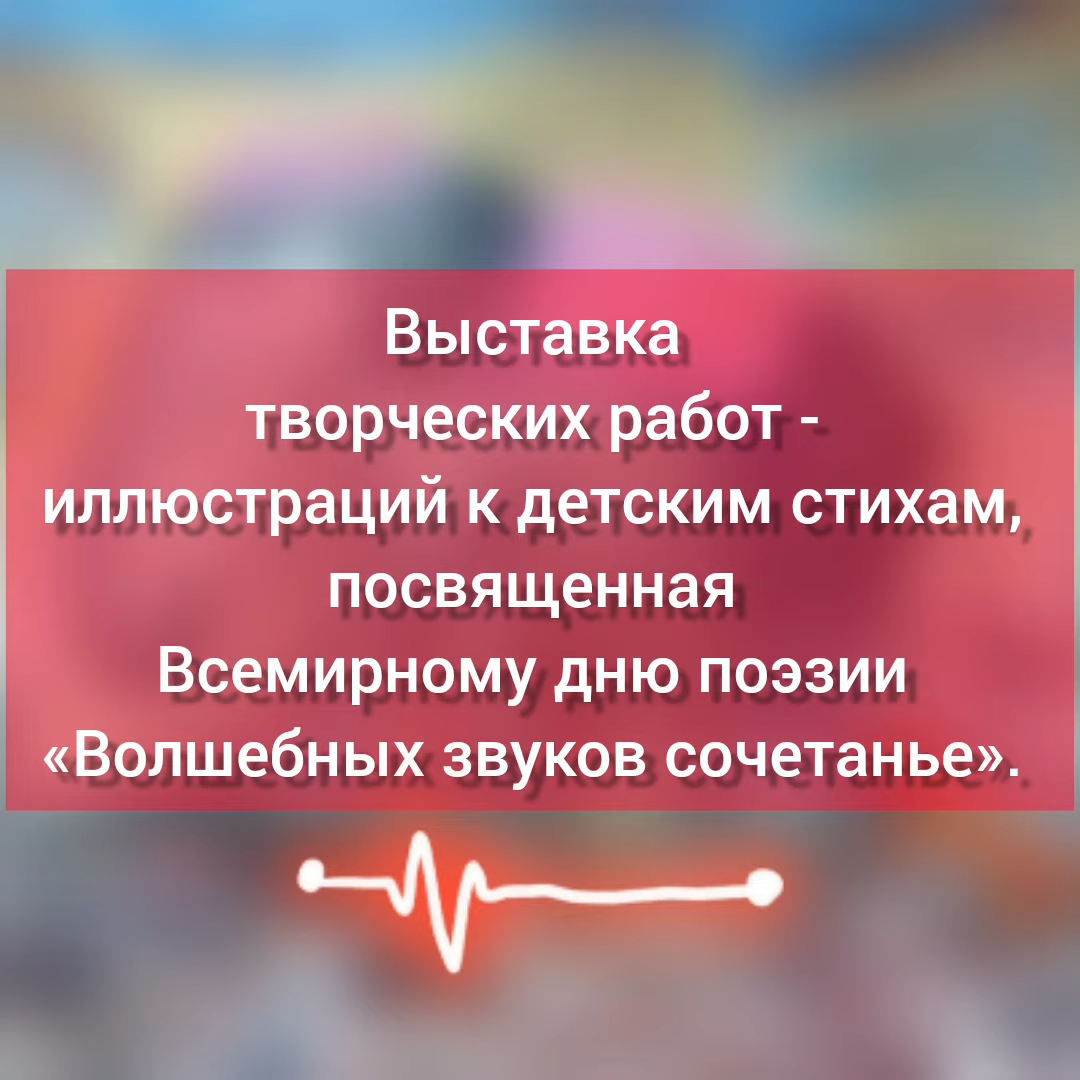 Выставка
творческих работ -
иллюстраций к детским стихам,
посвященная
Всемирному дню поэзии
«Волшебных звуков сочетанье».